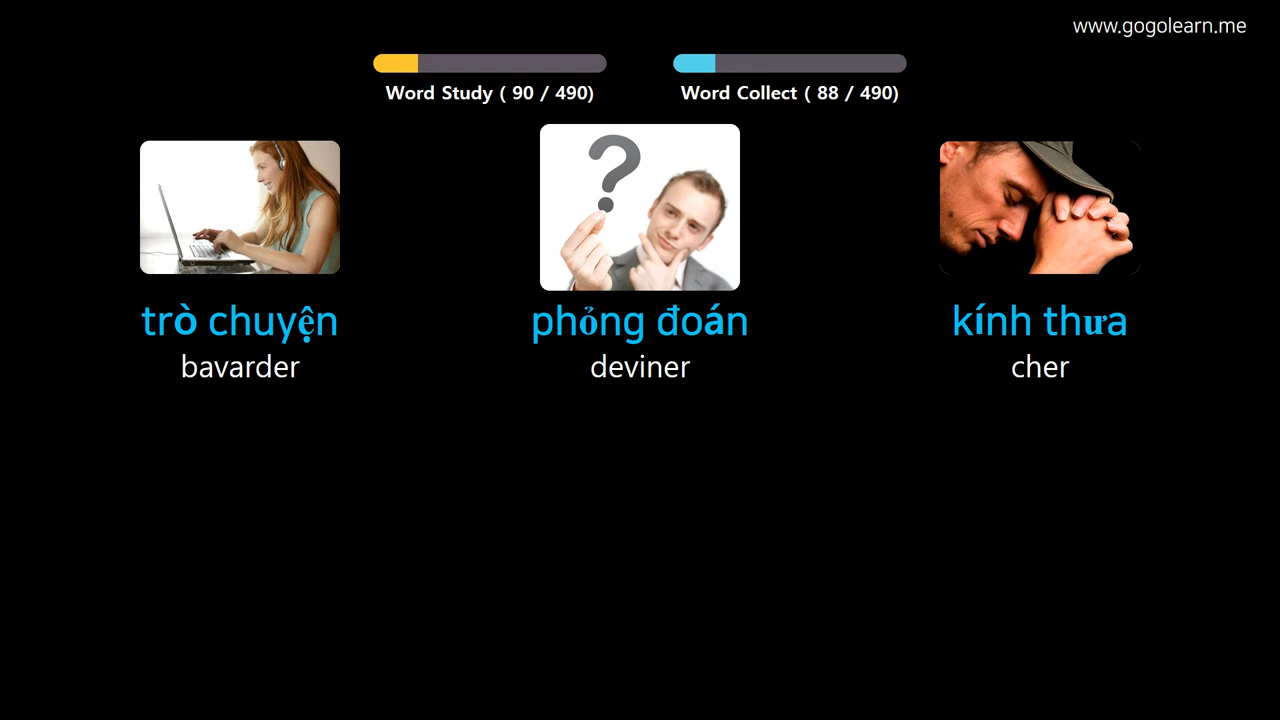 www.gogolearn.me
Word Study ( 90 / 490)
Word Collect ( 88 / 490)
?
trò chuyện
bavarder
phỏng đoán
deviner
kính thưa
cher